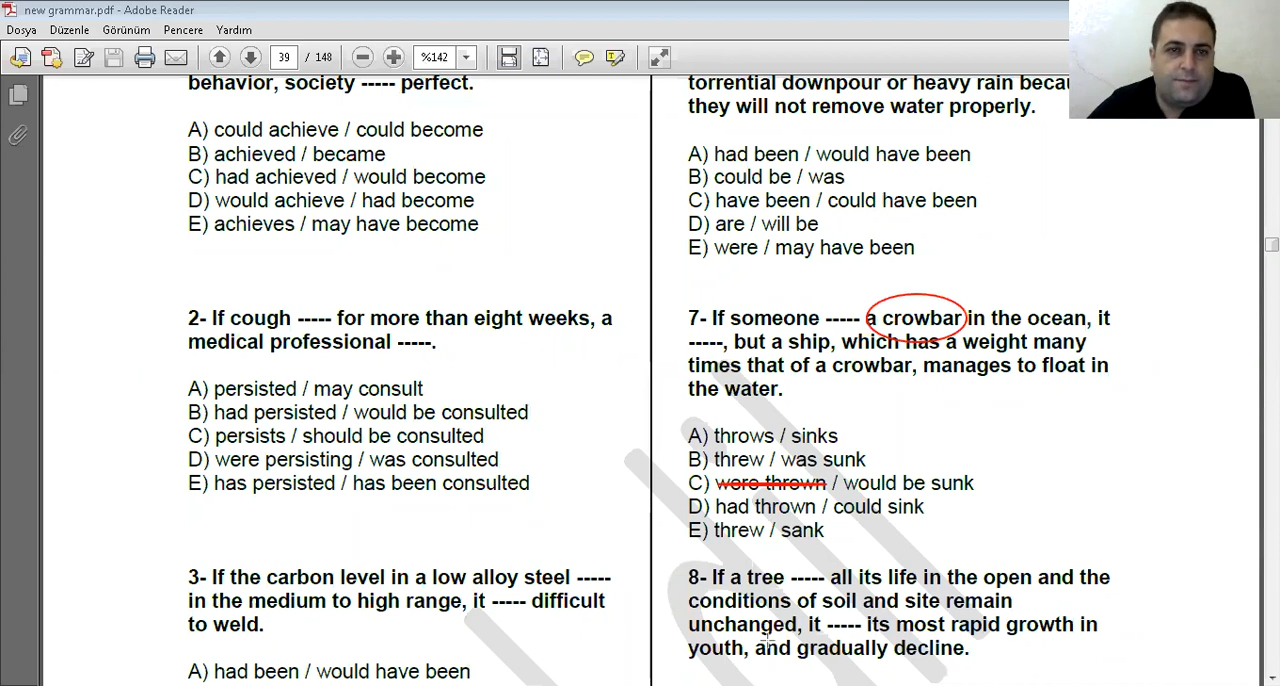 new grammar.pdf - Adobe Reader
Dosya Düzenle Görünüm Pencere Yardım
39 / 148 %142
behavior, society ----- perfect.
A) could achieve / could become
B) achieved / became
C) had achieved / would become
D) would achieve / had become
E) achieves / may have become
2- If cough ----- for more than eight weeks, a
medical professional -----.
A) persisted / may consult
B) had persisted / would be consulted
C) persists / should be consulted
D) were persisting / was consulted
E) has persisted / has been consulted
3- If the carbon level in a low alloy steel -----
in the medium to high range, it ----- difficult
to weld.
A) had been / would have been
torrential downpour or heavy rain
they will not remove water properly.
A) had been / would have been
B) could be / was
C) have been / could have been
D) are / will be
E) were / may have been
7- If someone ----- a crowbar in the ocean, it
-----, but a ship, which has a weight many
times that of a crowbar, manages to float in
the water.
A) throws / sinks
B) threw / was sunk
C) were thrown / would be sunk
D) had thrown / could sink
E) threw / sank
8- If a tree ----- all its life in the open and the
conditions of soil and site remain
unchanged, it ----- its most rapid growth in
youth, and gradually decline.